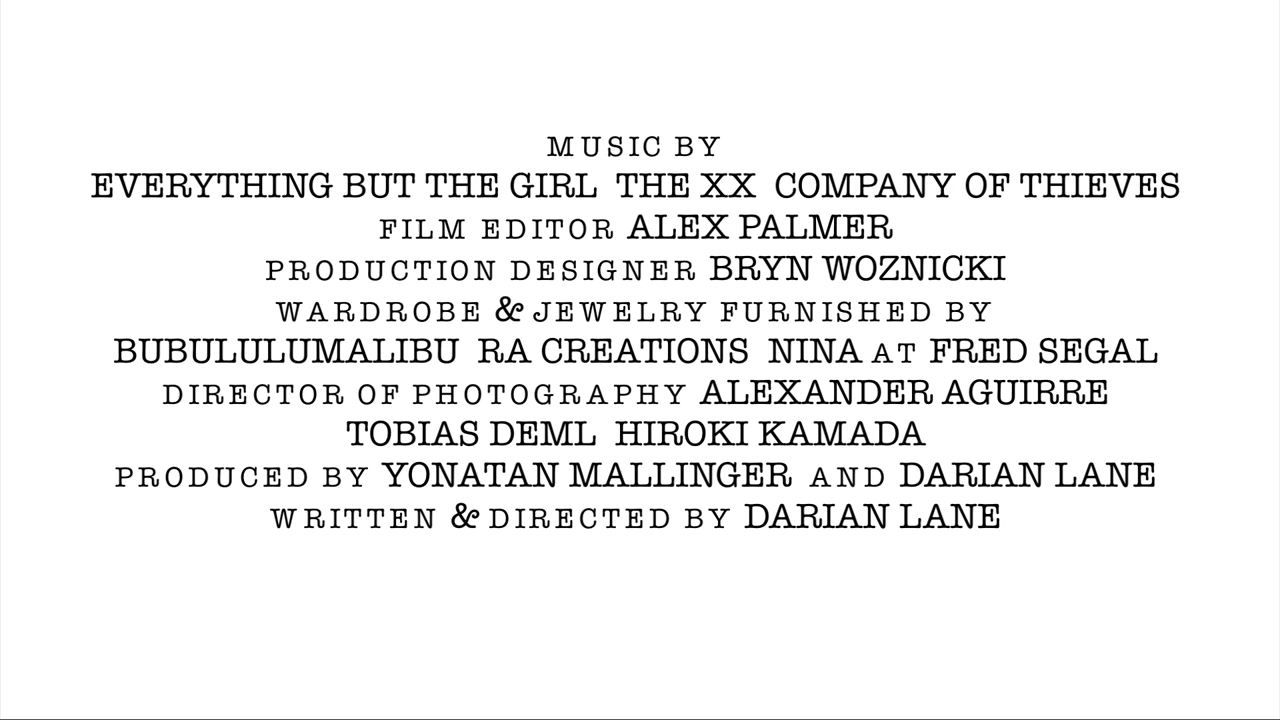 MUSIC BY
EVERYTHING BUT THE GIRL THE XX COMPANY OF THIEVES
FILM EDITOR ALEX PALMER
PRODUCTION DESIGNER BRYN WOZNICKI
WARDROBE & JEWELRY FURNISHED BY
BUBULULUMALIBU RA CREATIONS NINA AT FRED SEGAL
DIRECTOR OF PHOTOGRAPHY ALEXANDER AGUIRRE
TOBIAS DEML HIROKI KAMADA
PRODUCED BY YONATAN MALLINGER AND DARIAN LANE
WRITTEN & DIRECTED BY DARIAN LANE